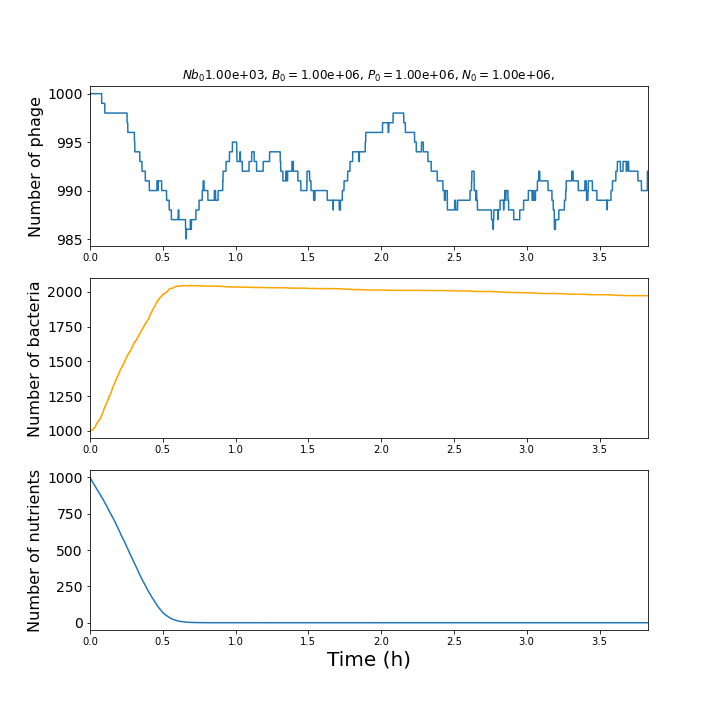 Nb₀1.00e+03, B₀ = 1.00e+06, P₀ = 1.00e+06, N₀ = 1.00e+06,
Number of phage
1000
995
990
985
0.0 0.5 1.0 1.5 2.0 2.5 3.0 3.5
Number of bacteria
2000
1750
1500
1250
1000
0.0 0.5 1.0 1.5 2.0 2.5 3.0 3.5
Number of nutrients
1000
750
500
250
0
0.0 0.5 1.0 1.5 2.0 2.5 3.0 3.5
Time (h)